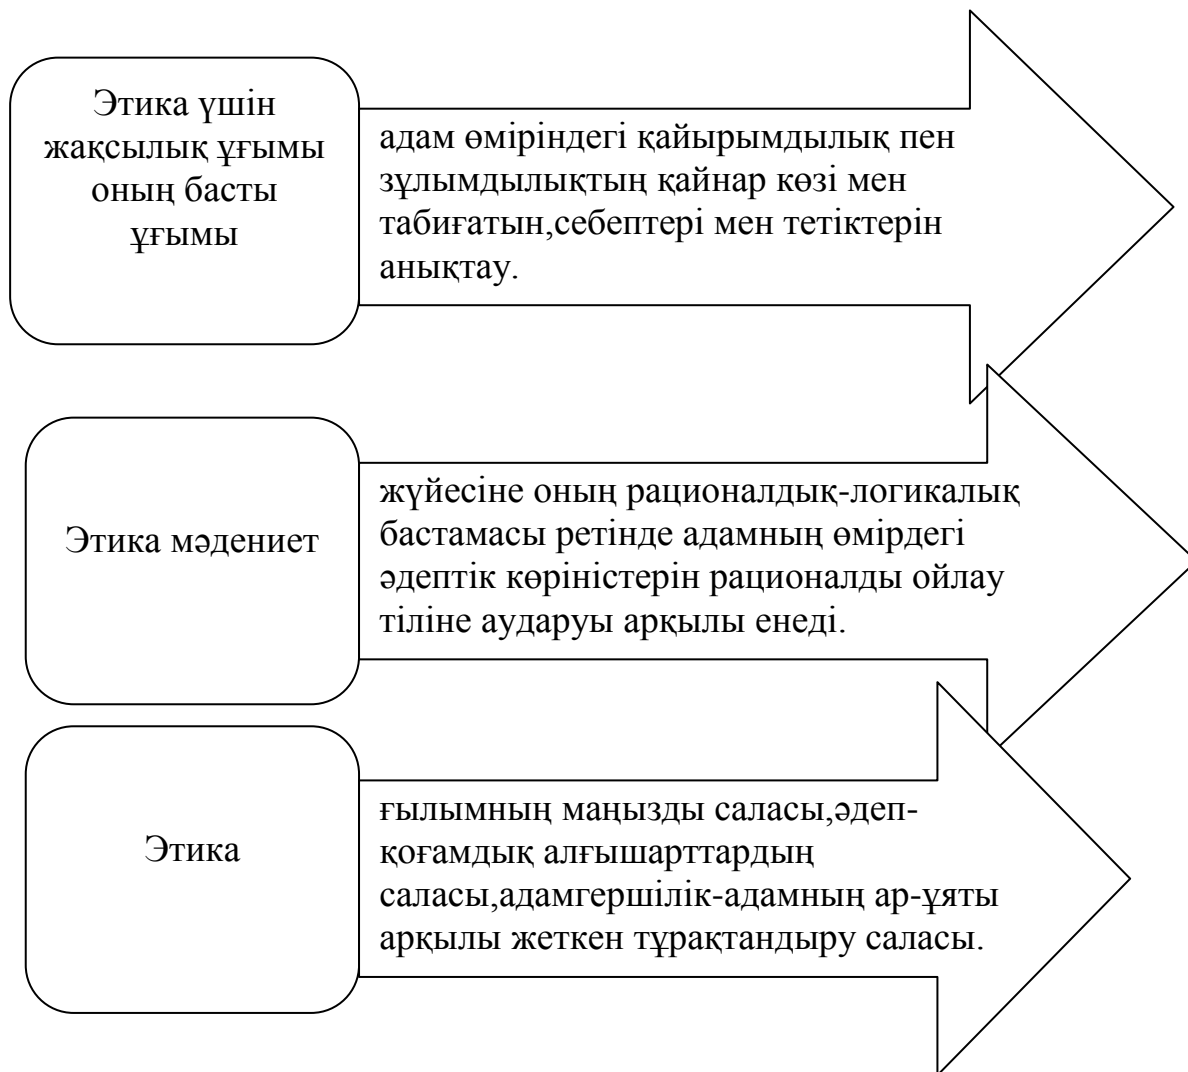 Этика үшін
жақсылық ұғымы
оның басты
ұғымы
адам өміріндегі қайырымдылық пен
зұлымдылықтың қайнар көзі мен
табиғатын,себептері мен тетіктерін
анықтау.
Этика мәдениет
жүйесіне оның рационалдық-логикалық
бастамасы ретінде адамның өмірдегі
әдептік көріністерін рационалды ойлау
тіліне аударуы арқылы енеді.
Этика
ғылымның маңызды саласы,әдеп-
қоғамдық алғышарттардың
саласы,адамгершілік-адамның ар-ұяты
арқылы жеткен тұрақтандыру саласы.